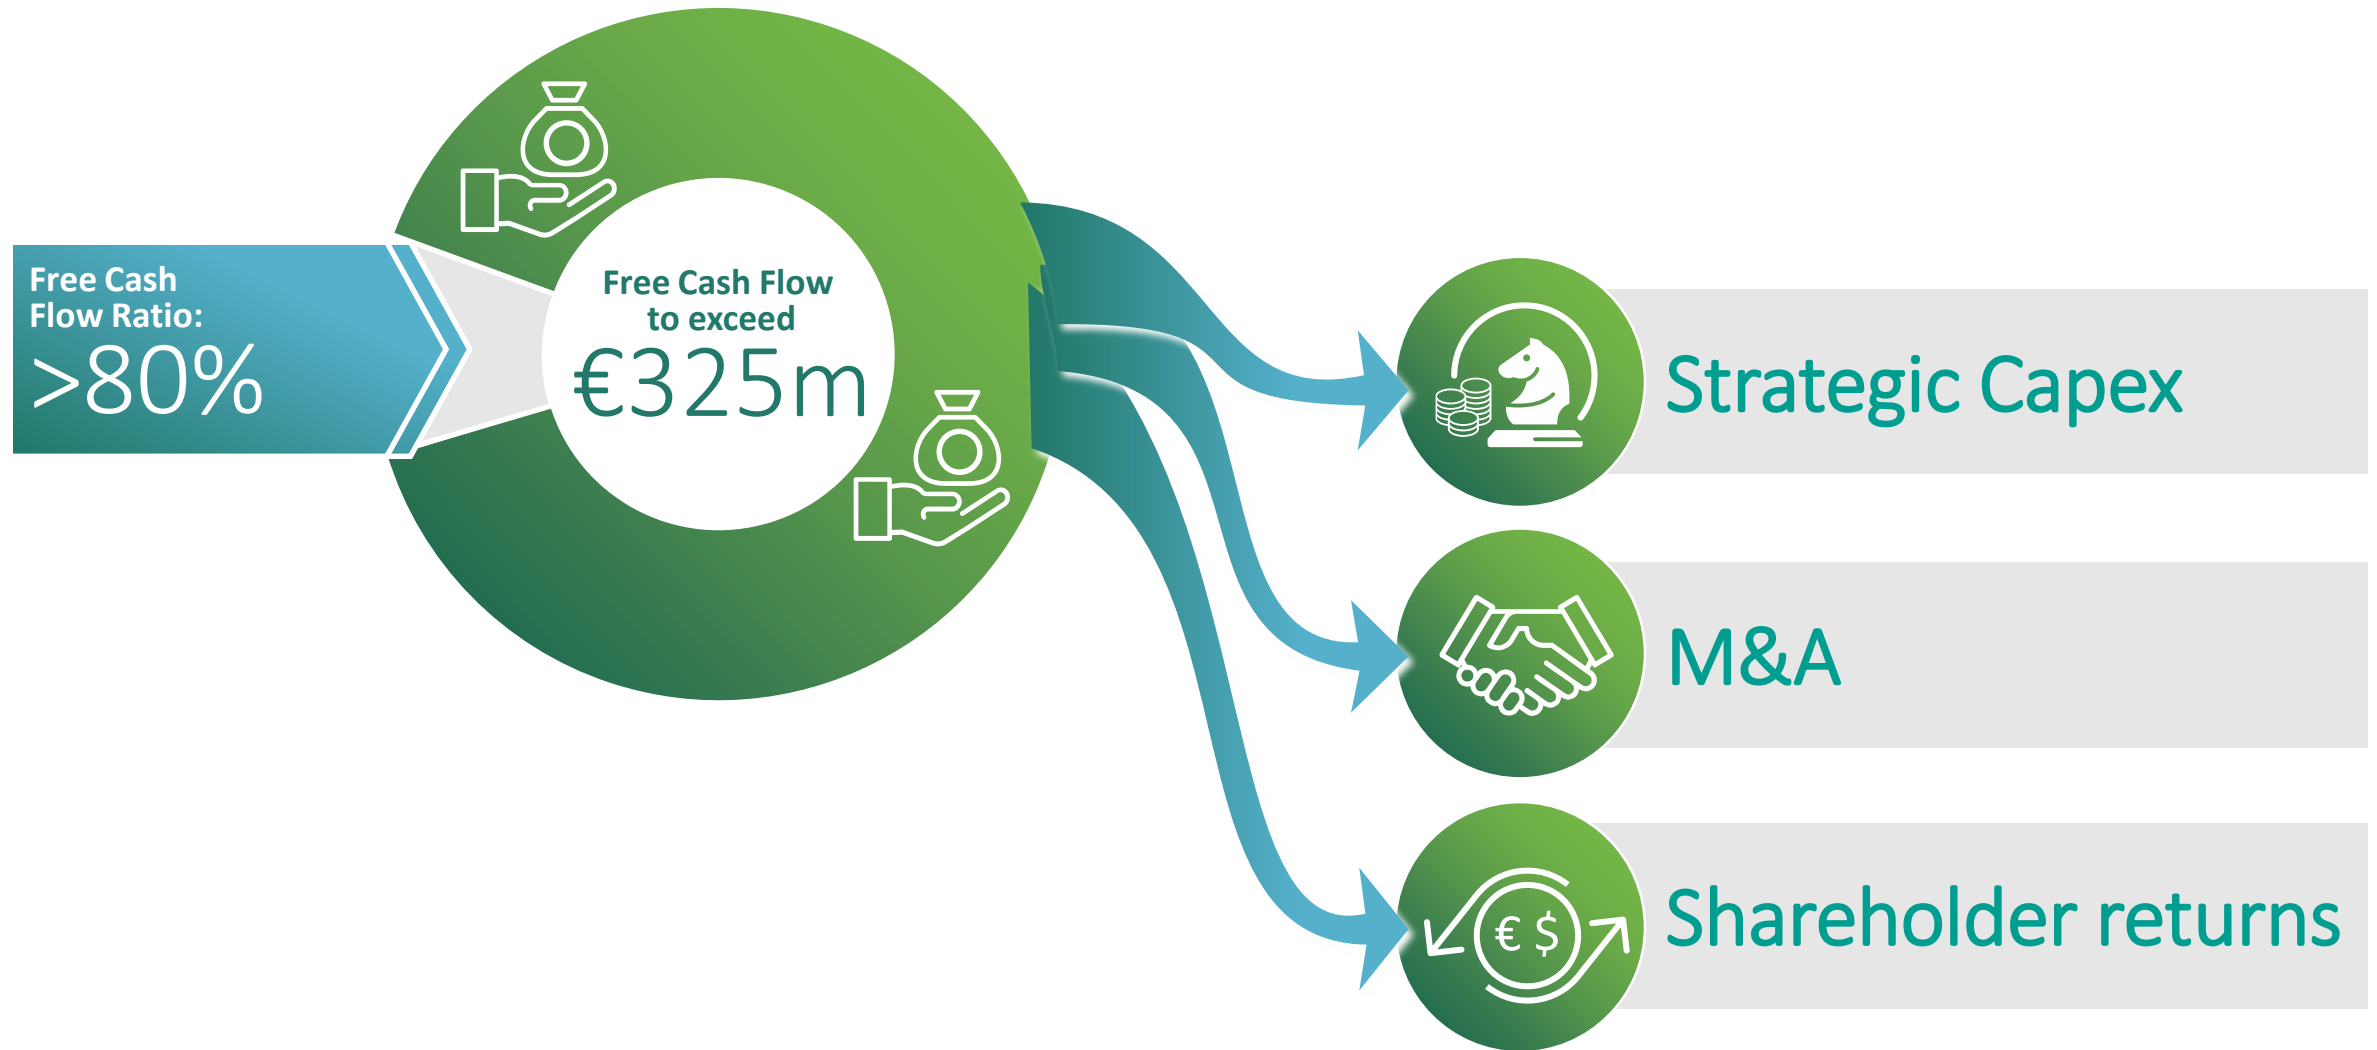 Free Cash
Flow Ratio:
>80%
Free Cash Flow
to exceed
€325m
Strategic Capex
M&A
€ $
Shareholder returns